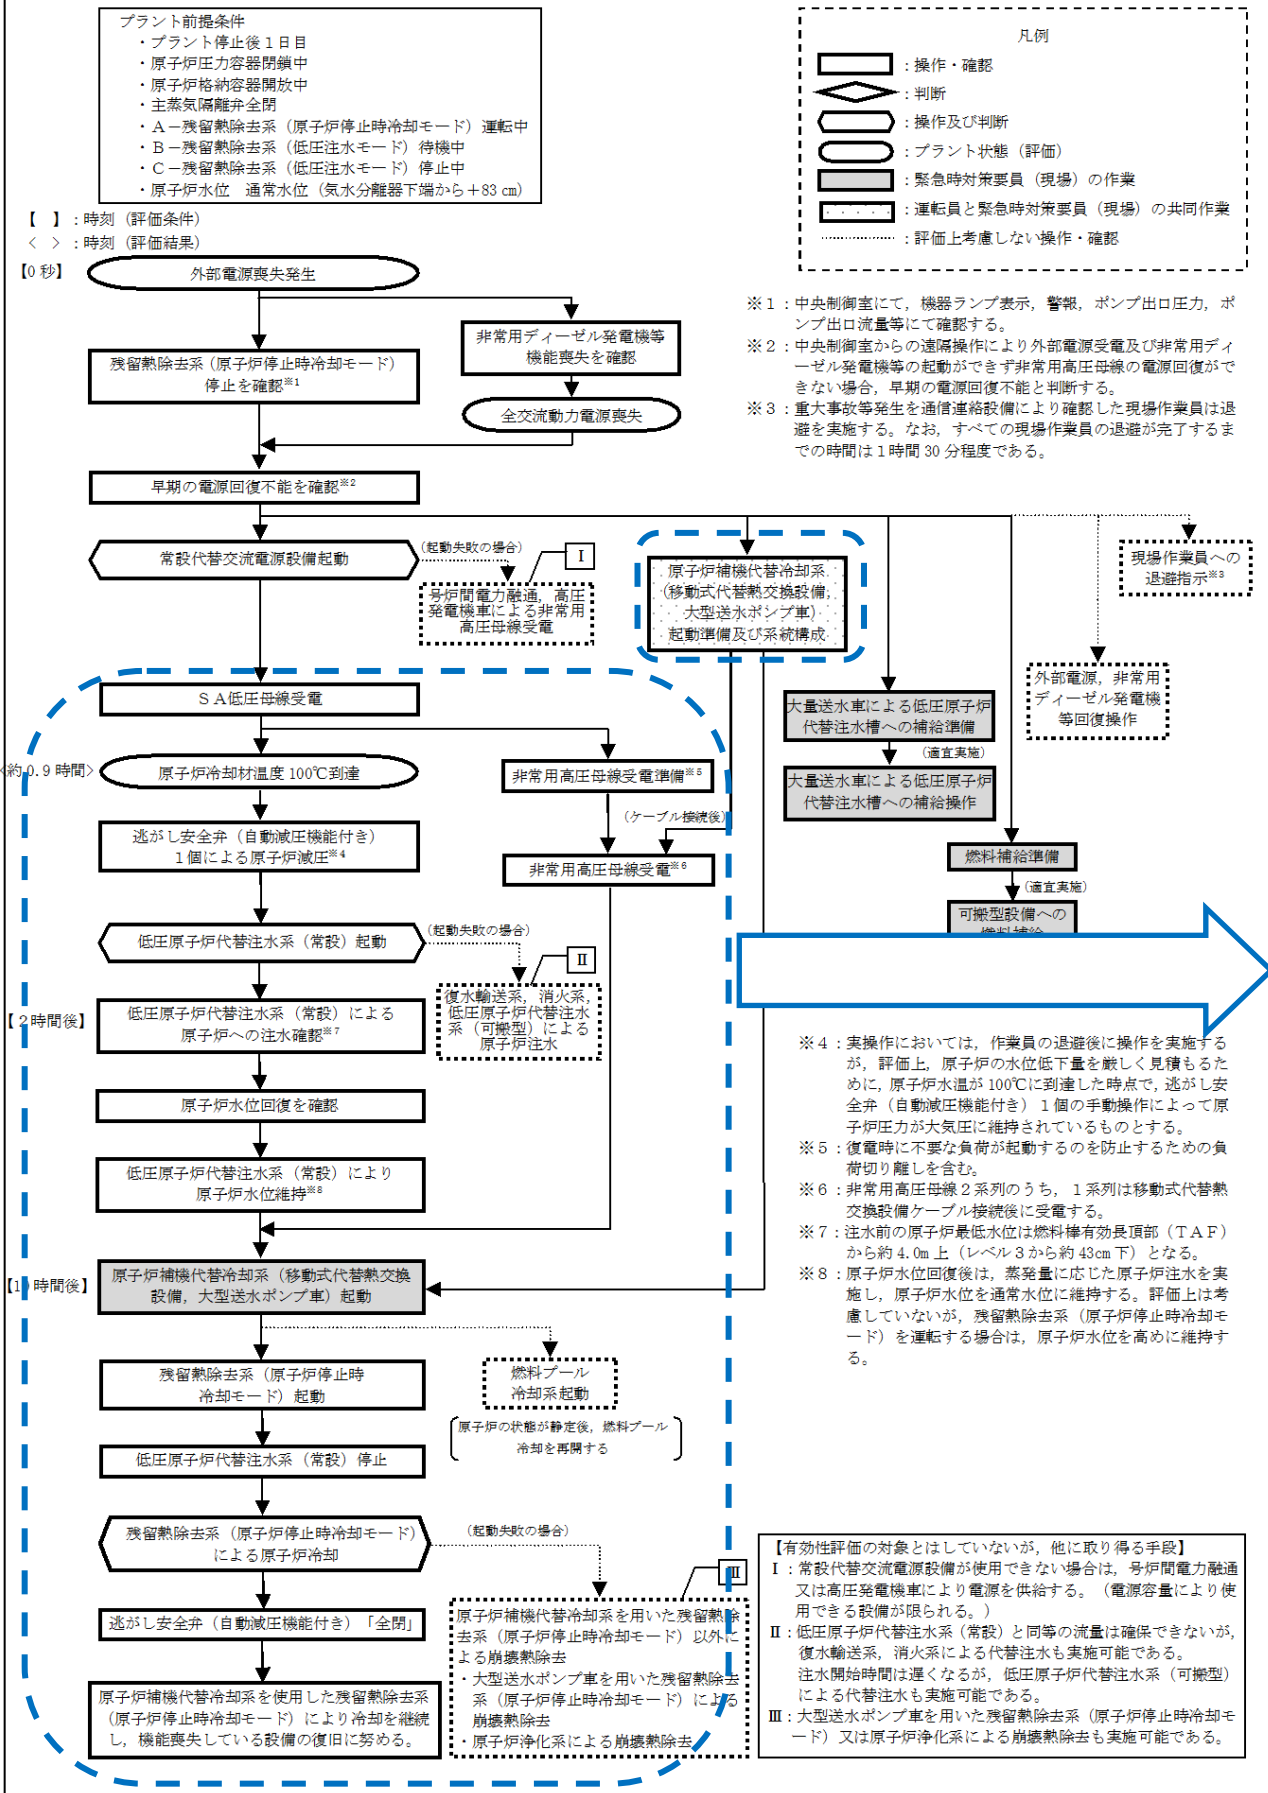 プラント前提条件
・プラント停止後1日目
・原子炉圧力容器閉鎖中
・原子炉格納容器開放中
・主蒸気隔離弁全閉
・A－残留熱除去系（原子炉停止時冷却モード）運転中
・B－残留熱除去系（低圧注水モード）待機中
・C－残留熱除去系（低圧注水モード）停止中
・原子炉水位　通常水位（気水分離器下端から＋83 cm）
凡例
：操作・確認
：判断
：操作及び判断
：プラント状態（評価）
：緊急時対策要員（現場）の作業
：運転員と緊急時対策要員（現場）の共同作業
：評価上考慮しない操作・確認
【　】：時刻（評価条件）
＜　＞：時刻（評価結果）
【0 秒】
外部電源喪失発生
非常用ディーゼル発電機等
機能喪失を確認
残留熱除去系（原子炉停止時冷却モード）
停止を確認※1
全交流動力電源喪失
早期の電源回復不能を確認※2
※１：中央制御室にて，機器ランプ表示，警報，ポンプ出口圧力，ポ
ンプ出口流量等にて確認する。
※２：中央制御室からの遠隔操作により外部電源受電及び非常用ディ
ーゼル発電機等の起動ができず非常用高圧母線の電源回復がで
きない場合，早期の電源回復不能と判断する。
※３：重大事故等発生を通信連絡設備により確認した現場作業員は退
避を実施する。なお，すべての現場作業員の退避が完了するま
での時間は１時間 30 分程度である。
常設代替交流電源設備起動
（起動失敗の場合）
Ⅰ
号炉間電力融通，高圧
発電機車による非常用
高圧母線受電
原子炉補機代替冷却系
（移動式代替熱交換設備，
大型送水ポンプ車）
起動準備及び系統構成
現場作業員への
退避指示※3
外部電源，非常用
ディーゼル発電機
等回復操作
大量送水車による低圧原子炉
代替注水槽への補給準備
（適宜実施）
大量送水車による低圧原子炉
代替注水槽への補給操作
燃料補給準備
（適宜実施）
可搬型設備への
燃料補給
ＳＡ低圧母線受電
＜約 0.9 時間＞
原子炉冷却材温度 100℃到達
非常用高圧母線受電準備※5
（ケーブル接続後）
逃がし安全弁（自動減圧機能付き）
１個による原子炉減圧※4
非常用高圧母線受電※6
低圧原子炉代替注水系（常設）起動
（起動失敗の場合）
Ⅱ
復水輸送系，消火系，
低圧原子炉代替注水
系（可搬型）による
原子炉注水
【２時間後】
低圧原子炉代替注水系（常設）による
原子炉への注水確認※7
原子炉水位回復を確認
低圧原子炉代替注水系（常設）により
原子炉水位維持※8
※４：実操作においては，作業員の退避後に操作を実施する
が，評価上，原子炉の水位低下量を厳しく見積もるた
めに，原子炉水温が 100℃に到達した時点で，逃がし安
全弁（自動減圧機能付き）１個の手動操作によって原
子炉圧力が大気圧に維持されているものとする。
※５：復電時に不要な負荷が起動するのを防止するための負
荷切り離しを含む。
※６：非常用高圧母線２系列のうち，１系列は移動式代替熱
交換設備ケーブル接続後に受電する。
※７：注水前の原子炉最低水位は燃料棒有効長頂部（ＴＡＦ）
から約 4.0m 上（レベル３から約 43cm 下）となる。
※８：原子炉水位回復後は，蒸発量に応じた原子炉注水を実
施し，原子炉水位を通常水位に維持する。評価上は考
慮していないが，残留熱除去系（原子炉停止時冷却モ
ード）を運転する場合は，原子炉水位を高めに維持す
る。
時間後】
原子炉補機代替冷却系（移動式代替熱交換
設備，大型送水ポンプ車）起動
残留熱除去系（原子炉停止時
冷却モード）起動
燃料プール
冷却系起動
原子炉の状態が静定後，燃料プール
冷却を再開する
低圧原子炉代替注水系（常設）停止
残留熱除去系（原子炉停止時冷却モード）
による原子炉冷却
（起動失敗の場合）
Ⅲ
逃がし安全弁（自動減圧機能付き）「全閉」
原子炉補機代替冷却系を使用した残留熱除去系
（原子炉停止時冷却モード）により冷却を継続
し，機能喪失している設備の復旧に努める。
原子炉補機代替冷却系を用いた残留熱除
去系（原子炉停止時冷却モード）以外に
よる崩壊熱除去
・大型送水ポンプ車を用いた残留熱除去
系（原子炉停止時冷却モード）による
崩壊熱除去
・原子炉浄化系による崩壊熱除去
【有効性評価の対象とはしていないが，他に取り得る手段】
Ⅰ：常設代替交流電源設備が使用できない場合は，号炉間電力融通
又は高圧発電機車により電源を供給する。（電源容量により使
用できる設備が限られる。）
Ⅱ：低圧原子炉代替注水系（常設）と同等の流量は確保できないが，
復水輸送系，消火系による代替注水も実施可能である。
注水開始時間は遅くなるが，低圧原子炉代替注水系（可搬型）
による代替注水も実施可能である。
Ⅲ：大型送水ポンプ車を用いた残留熱除去系（原子炉停止時冷却モ
ード）又は原子炉浄化系による崩壊熱除去も実施可能である。